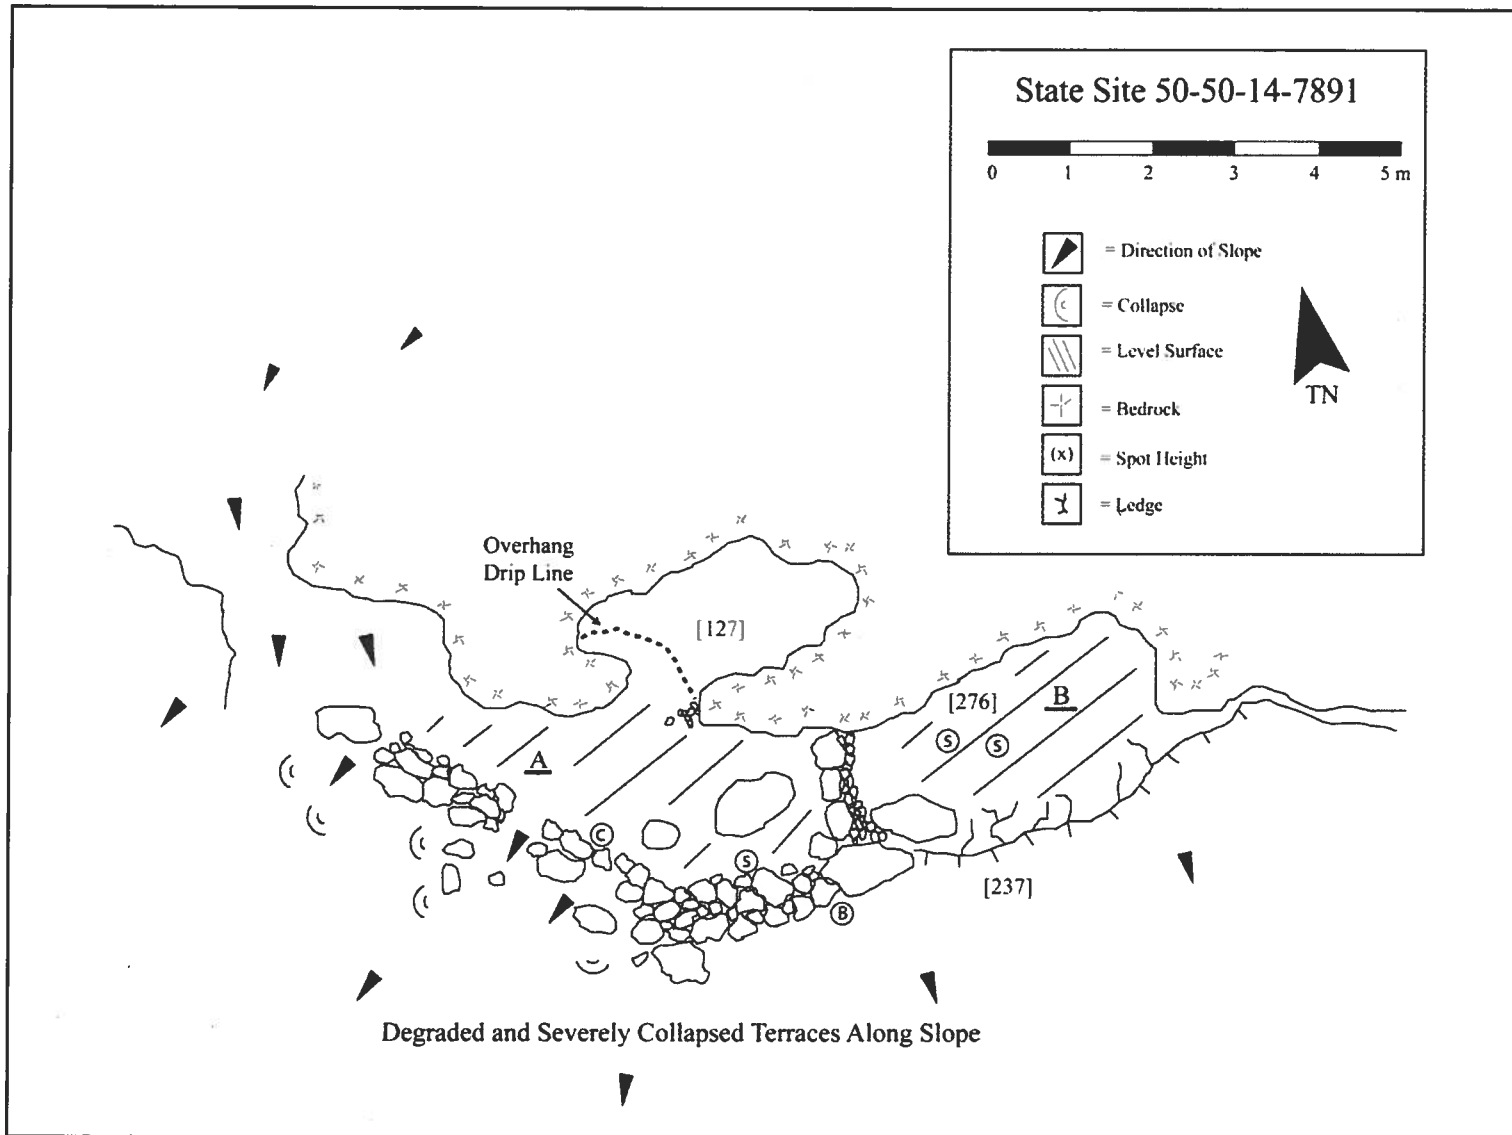 State Site 50-50-14-7891
0 1 2 3 4 5 m
= Direction of Slope
= Collapse
= Level Surface
= Bedrock
(x) = Spot Height
= Ledge
TN
Overhang
Drip Line
[127]
[276]
B
S S
A
C
S
[237]
B
Degraded and Severely Collapsed Terraces Along Slope